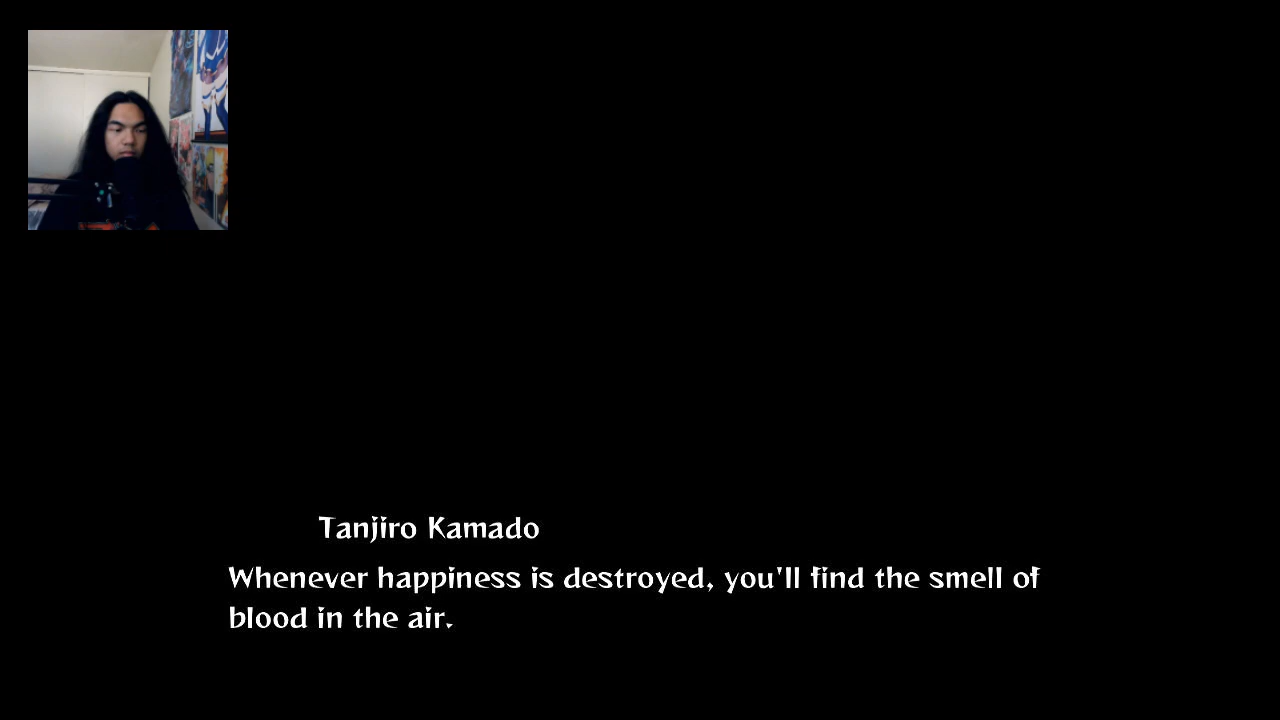 Tanjiro Kamado
Whenever happiness is destroyed, you'll find the smell of
blood in the air.